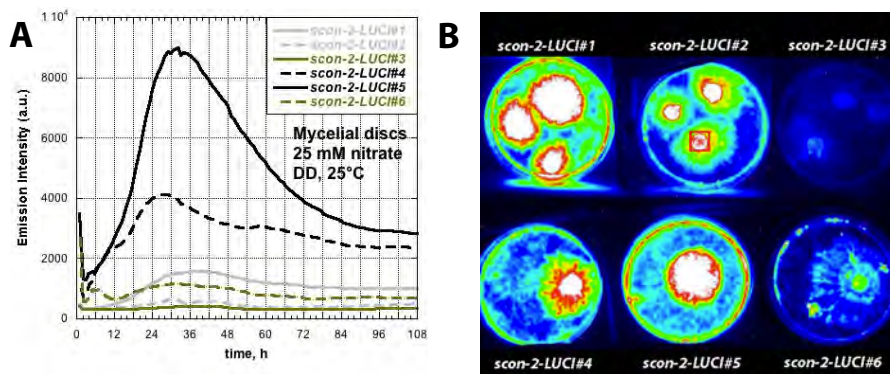 A
1 10⁴
8000
6000
4000
2000
0
Emission Intensity (a.u.)
0 12 24 36 48 60 72 84 96 108
time, h
scon-2-LUCI#1
scon-2-LUCI#2
scon-2-LUCI#3
scon-2-LUCI#4
scon-2-LUCI#5
scon-2-LUCI#6
Mycelial discs
25 mM nitrate
DD, 25°C
B
scon-2-LUCI#1 scon-2-LUCI#2 scon-2-LUCI#3
scon-2-LUCI#4 scon-2-LUCI#5 scon-2-LUCI#6